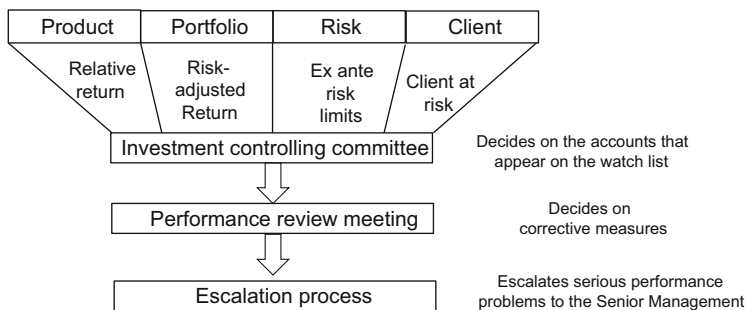 Product Portfolio Risk Client
Relative
return
Risk-
adjusted
Return
Ex ante
risk
limits
Client at
risk
Investment controlling committee
Decides on the accounts that
appear on the watch list
Performance review meeting
Decides on
corrective measures
Escalation process
Escalates serious performance
problems to the Senior Management